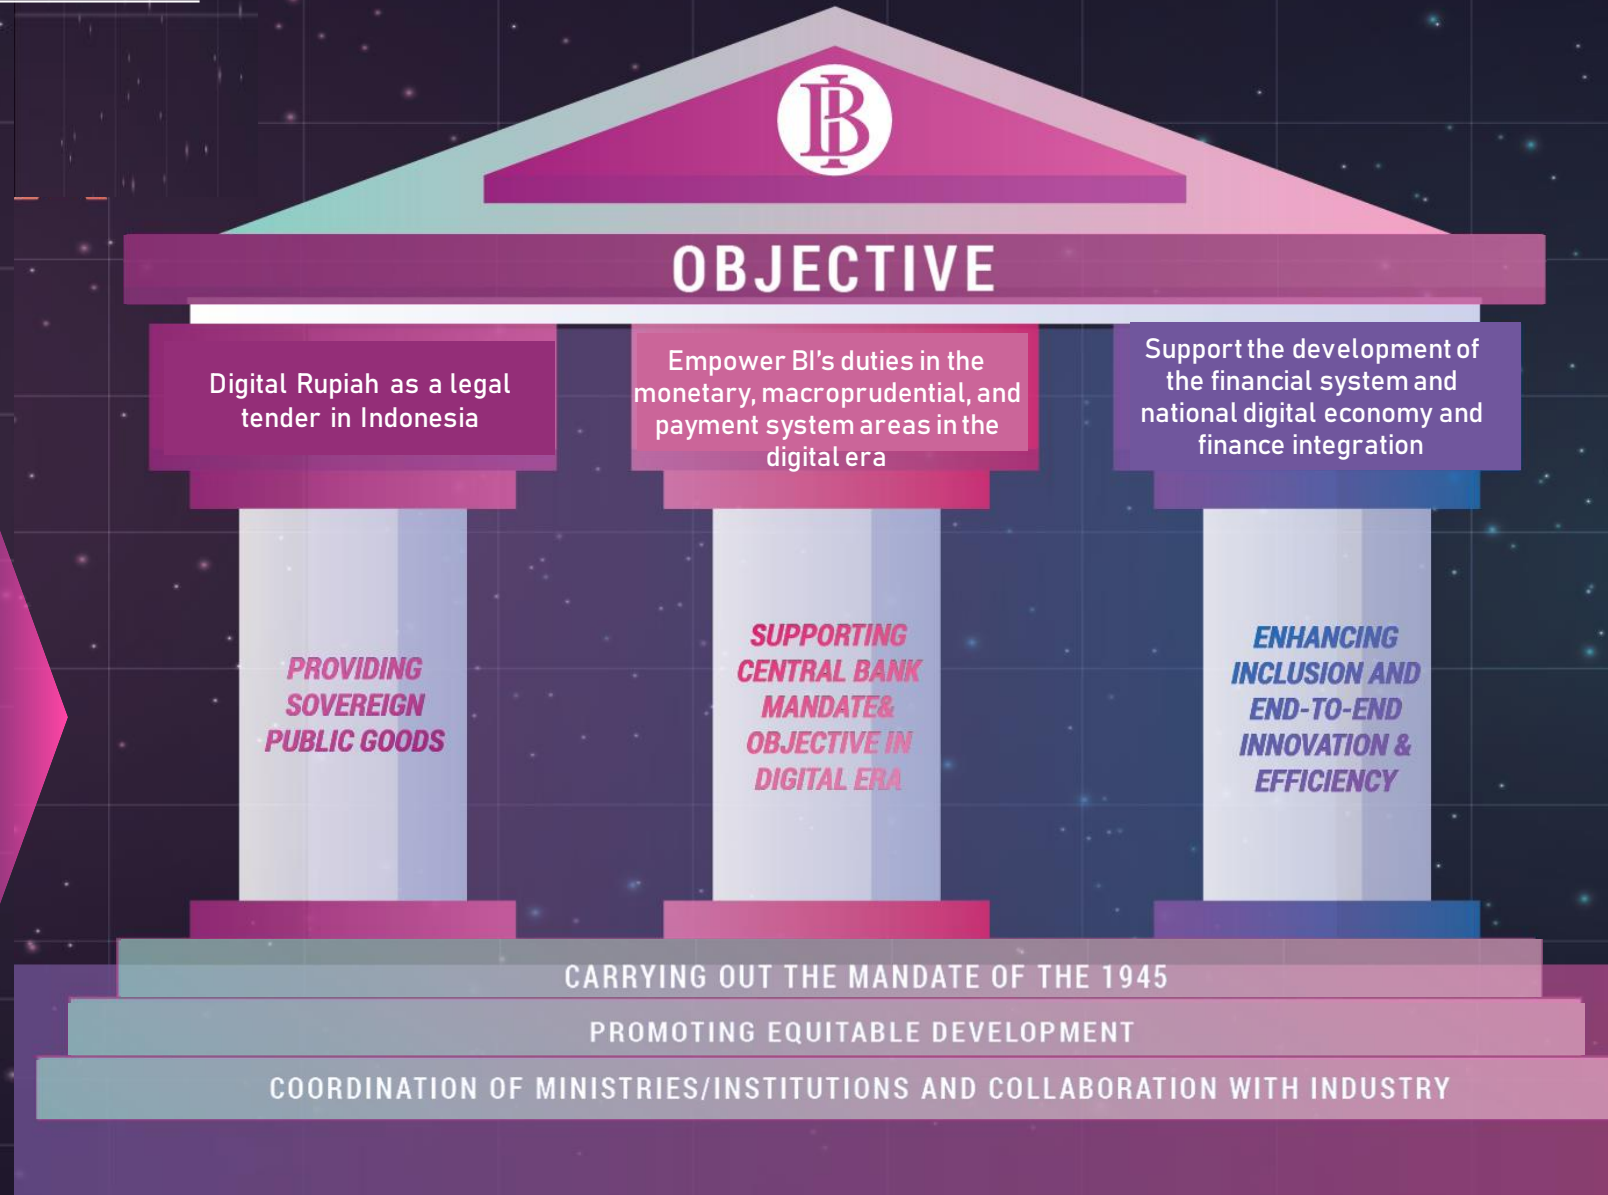 BI
OBJECTIVE
Digital Rupiah as a legal
tender in Indonesia
Empower BI's duties in the
monetary, macroprudential, and
payment system areas in the
digital era
Support the development of
the financial system and
national digital economy and
finance integration
PROVIDING
SOVEREIGN
PUBLIC GOODS
SUPPORTING
CENTRAL BANK
MANDATE&
OBJECTIVE IN
DIGITAL ERA
ENHANCING
INCLUSION AND
END-TO-END
INNOVATION &
EFFICIENCY
CARRYING OUT THE MANDATE OF THE 1945
PROMOTING EQUITABLE DEVELOPMENT
COORDINATION OF MINISTRIES/INSTITUTIONS AND COLLABORATION WITH INDUSTRY